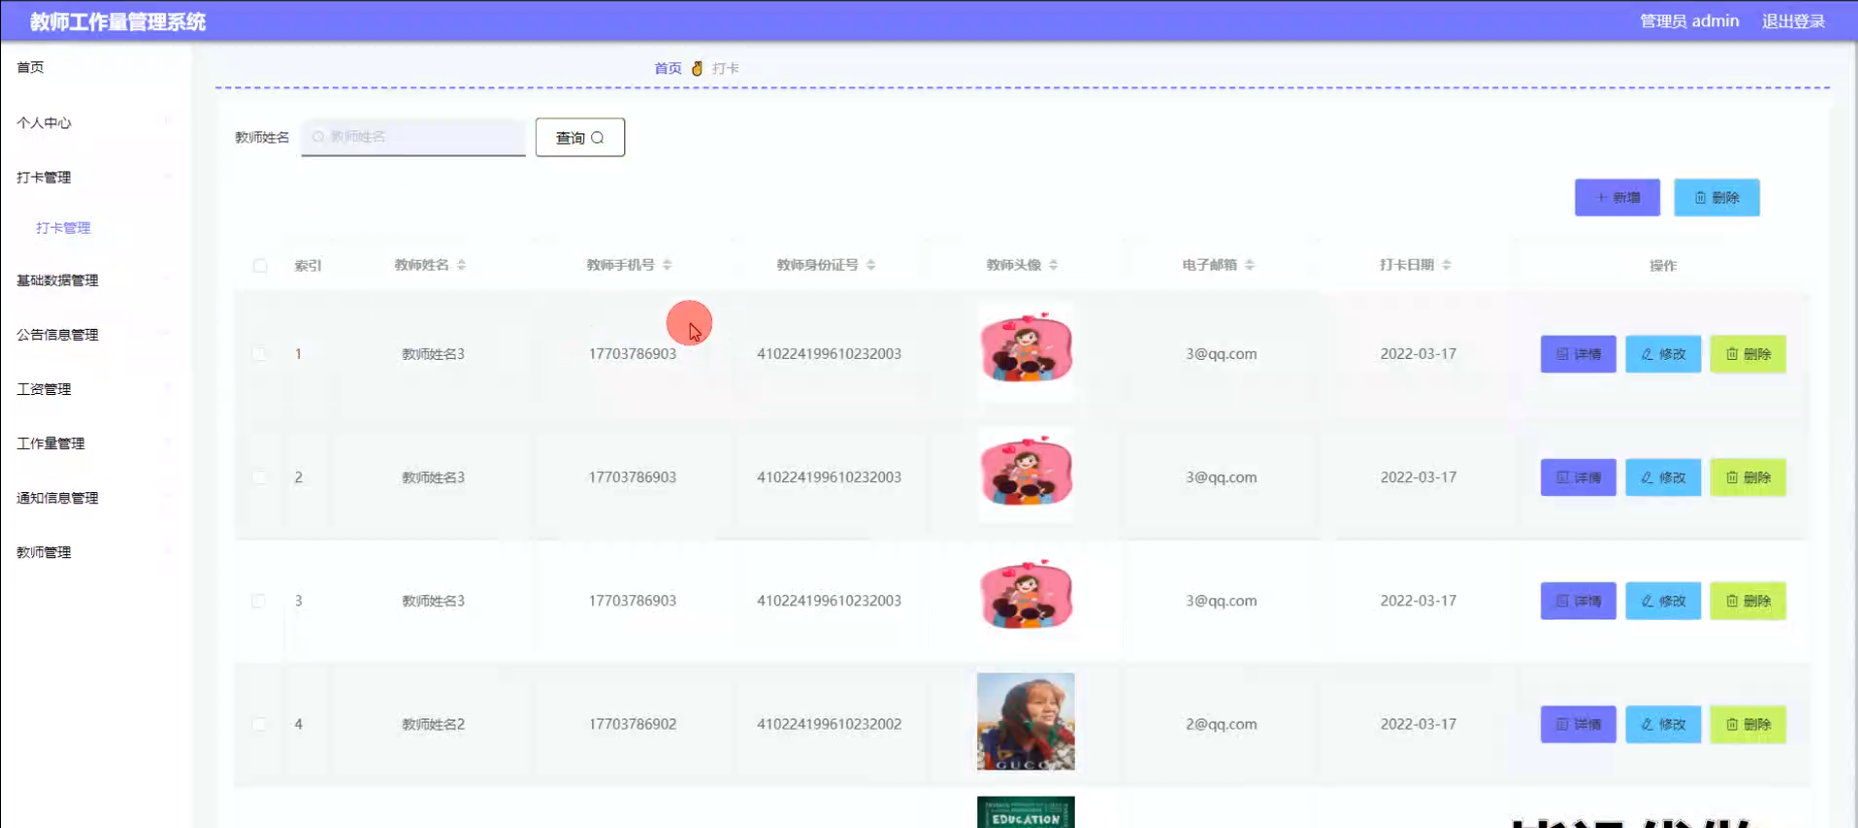 教师工作量管理系统
管理员 admin 退出登录
首页
个人中心
打卡管理
打卡管理
基础数据管理
公告信息管理
工资管理
工作量管理
通知信息管理
教师管理
首页 打卡
教师姓名 教师姓名 查询
新增 删除
索引 教师姓名 教师手机号 教师身份证号 教师头像 电子邮箱 打卡日期 操作
1 教师姓名3 17703786903 410224199610232003 3@qq.com 2022-03-17 详情 修改 删除
2 教师姓名3 17703786903 410224199610232003 3@qq.com 2022-03-17 详情 修改 删除
3 教师姓名3 17703786903 410224199610232003 3@qq.com 2022-03-17 详情 修改 删除
4 教师姓名2 17703786902 410224199610232002 2@qq.com 2022-03-17 详情 修改 删除
GUCCI
EDUCATION